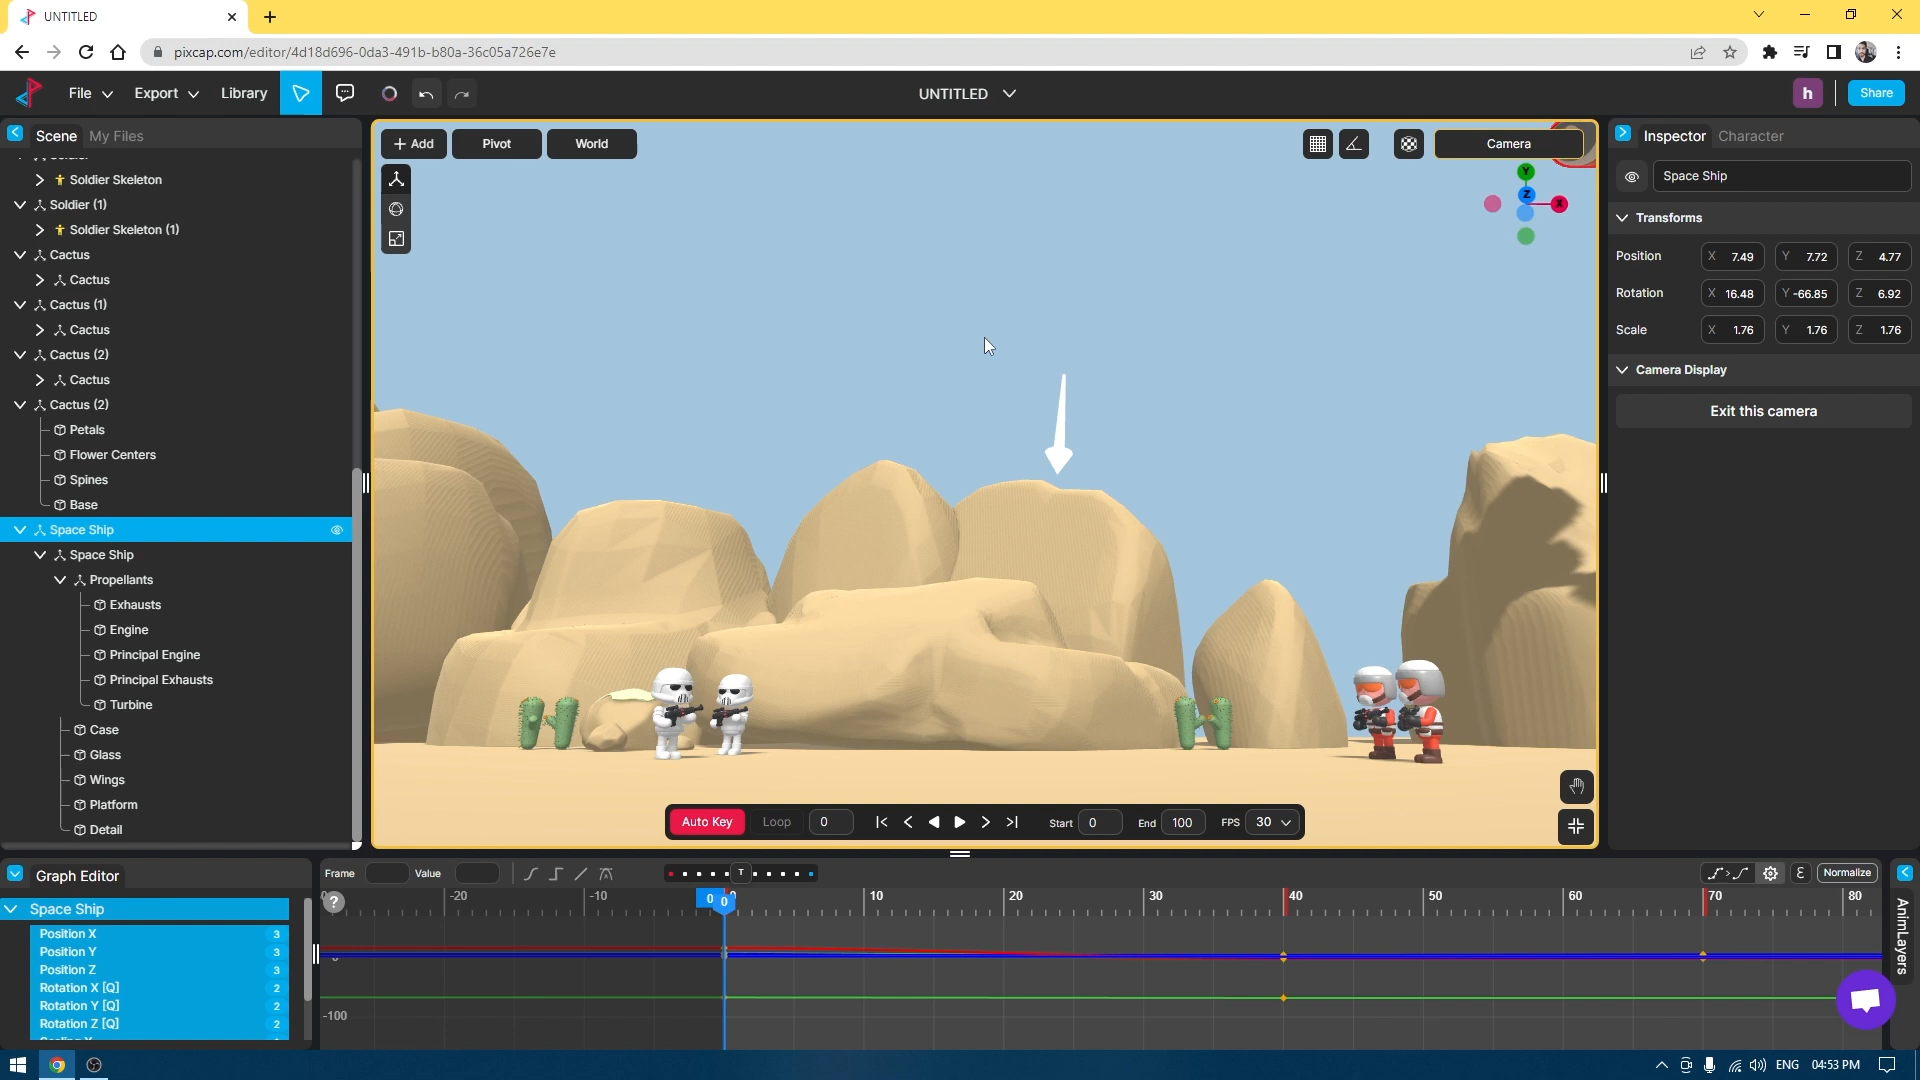 UNTITLED
pixcap.com/editor/4d18d696-0da3-491b-b80a-36c05a726e7e
File Export Library UNTITLED h Share
Scene My Files
+ Add Pivot World Camera
Y
Z
X
Inspector Character
Space Ship
Transforms
Position X 7.49 Y 7.72 Z 4.77
Rotation X 16.48 Y -66.85 Z 6.92
Scale X 1.76 Y 1.76 Z 1.76
Camera Display
Exit this camera
Soldier Skeleton
Soldier (1)
Soldier Skeleton (1)
Cactus
Cactus
Cactus (1)
Cactus
Cactus (2)
Cactus
Cactus (2)
Petals
Flower Centers
Spines
Base
Space Ship
Space Ship
Propellants
Exhausts
Engine
Principal Engine
Principal Exhausts
Turbine
Case
Glass
Wings
Platform
Detail
Auto Key Loop 0 Start 0 End 100 FPS 30
Graph Editor Frame Value T Normalize
-20 -10 0 0 10 20 30 40 50 60 70 80
?
Space Ship
Position X 3
Position Y 3
Position Z 3
Rotation X [Q] 2
Rotation Y [Q] 2
Rotation Z [Q] 2
-100
AnimLayers
ENG 04:53 PM